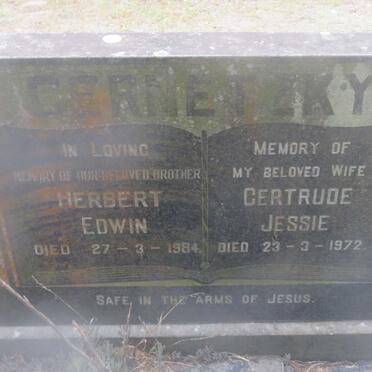 CERNETZKY
IN LOVING
MEMORY OF OUR BELOVED BROTHER
HERBERT
EDWIN
DIED 27-3-1984.
MEMORY OF
MY BELOVED WIFE
GERTRUDE
JESSIE
DIED 23-3-1972.
SAFE, IN THE ARMS OF JESUS.